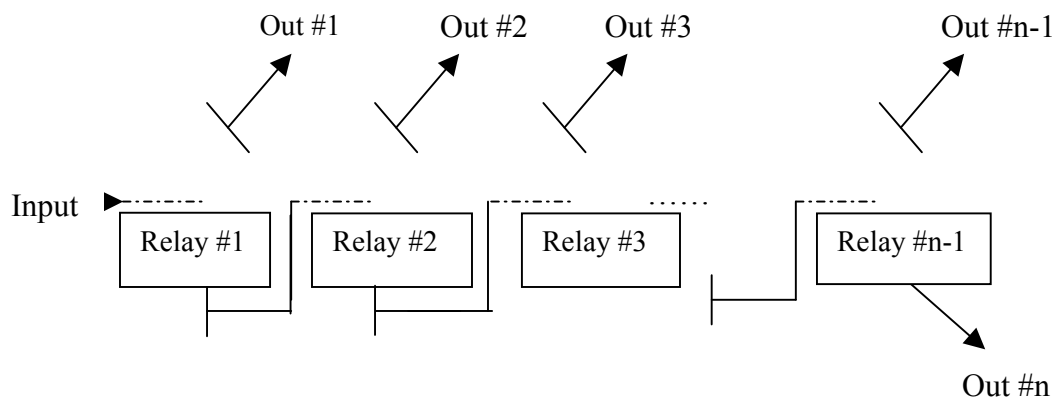 Out #1 Out #2 Out #3 Out #n-1
Input
Relay #1 Relay #2 Relay #3 Relay #n-1
Out #n